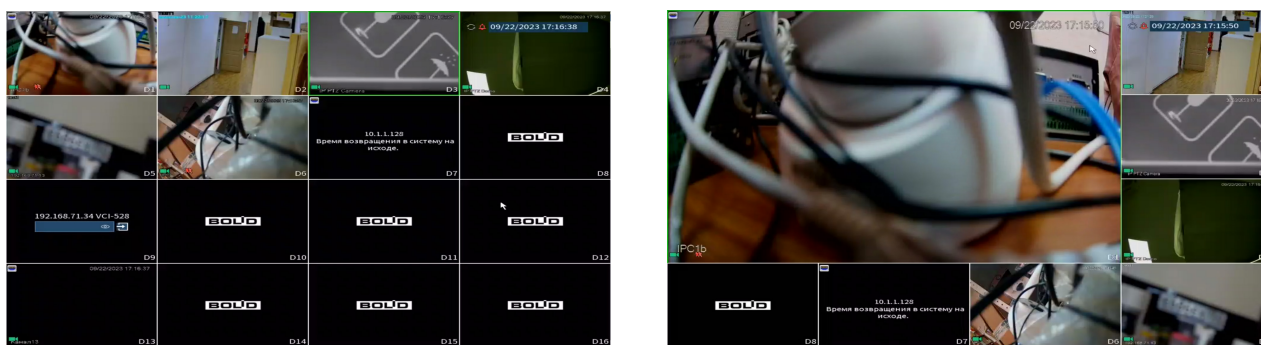 D1
D2
09/22/2023 17:16:38
D3
D4
D5
D6
10.1.1.128
Время возвращения в систему на
исходе.
D7
BOLID
D8
192.168.71.34 VCI-528
D9
BOLID
D10
BOLID
D11
BOLID
D12
09/22/2023 17:16:37
D13
BOLID
D14
BOLID
D15
BOLID
D16
09/22/2023 17:15:50
IPC1b
D1
09/22/2023 17:15:50
PTZ Camera
BOLID
D8
10.1.1.128
Время возвращения в систему на
исходе.
D7
D6